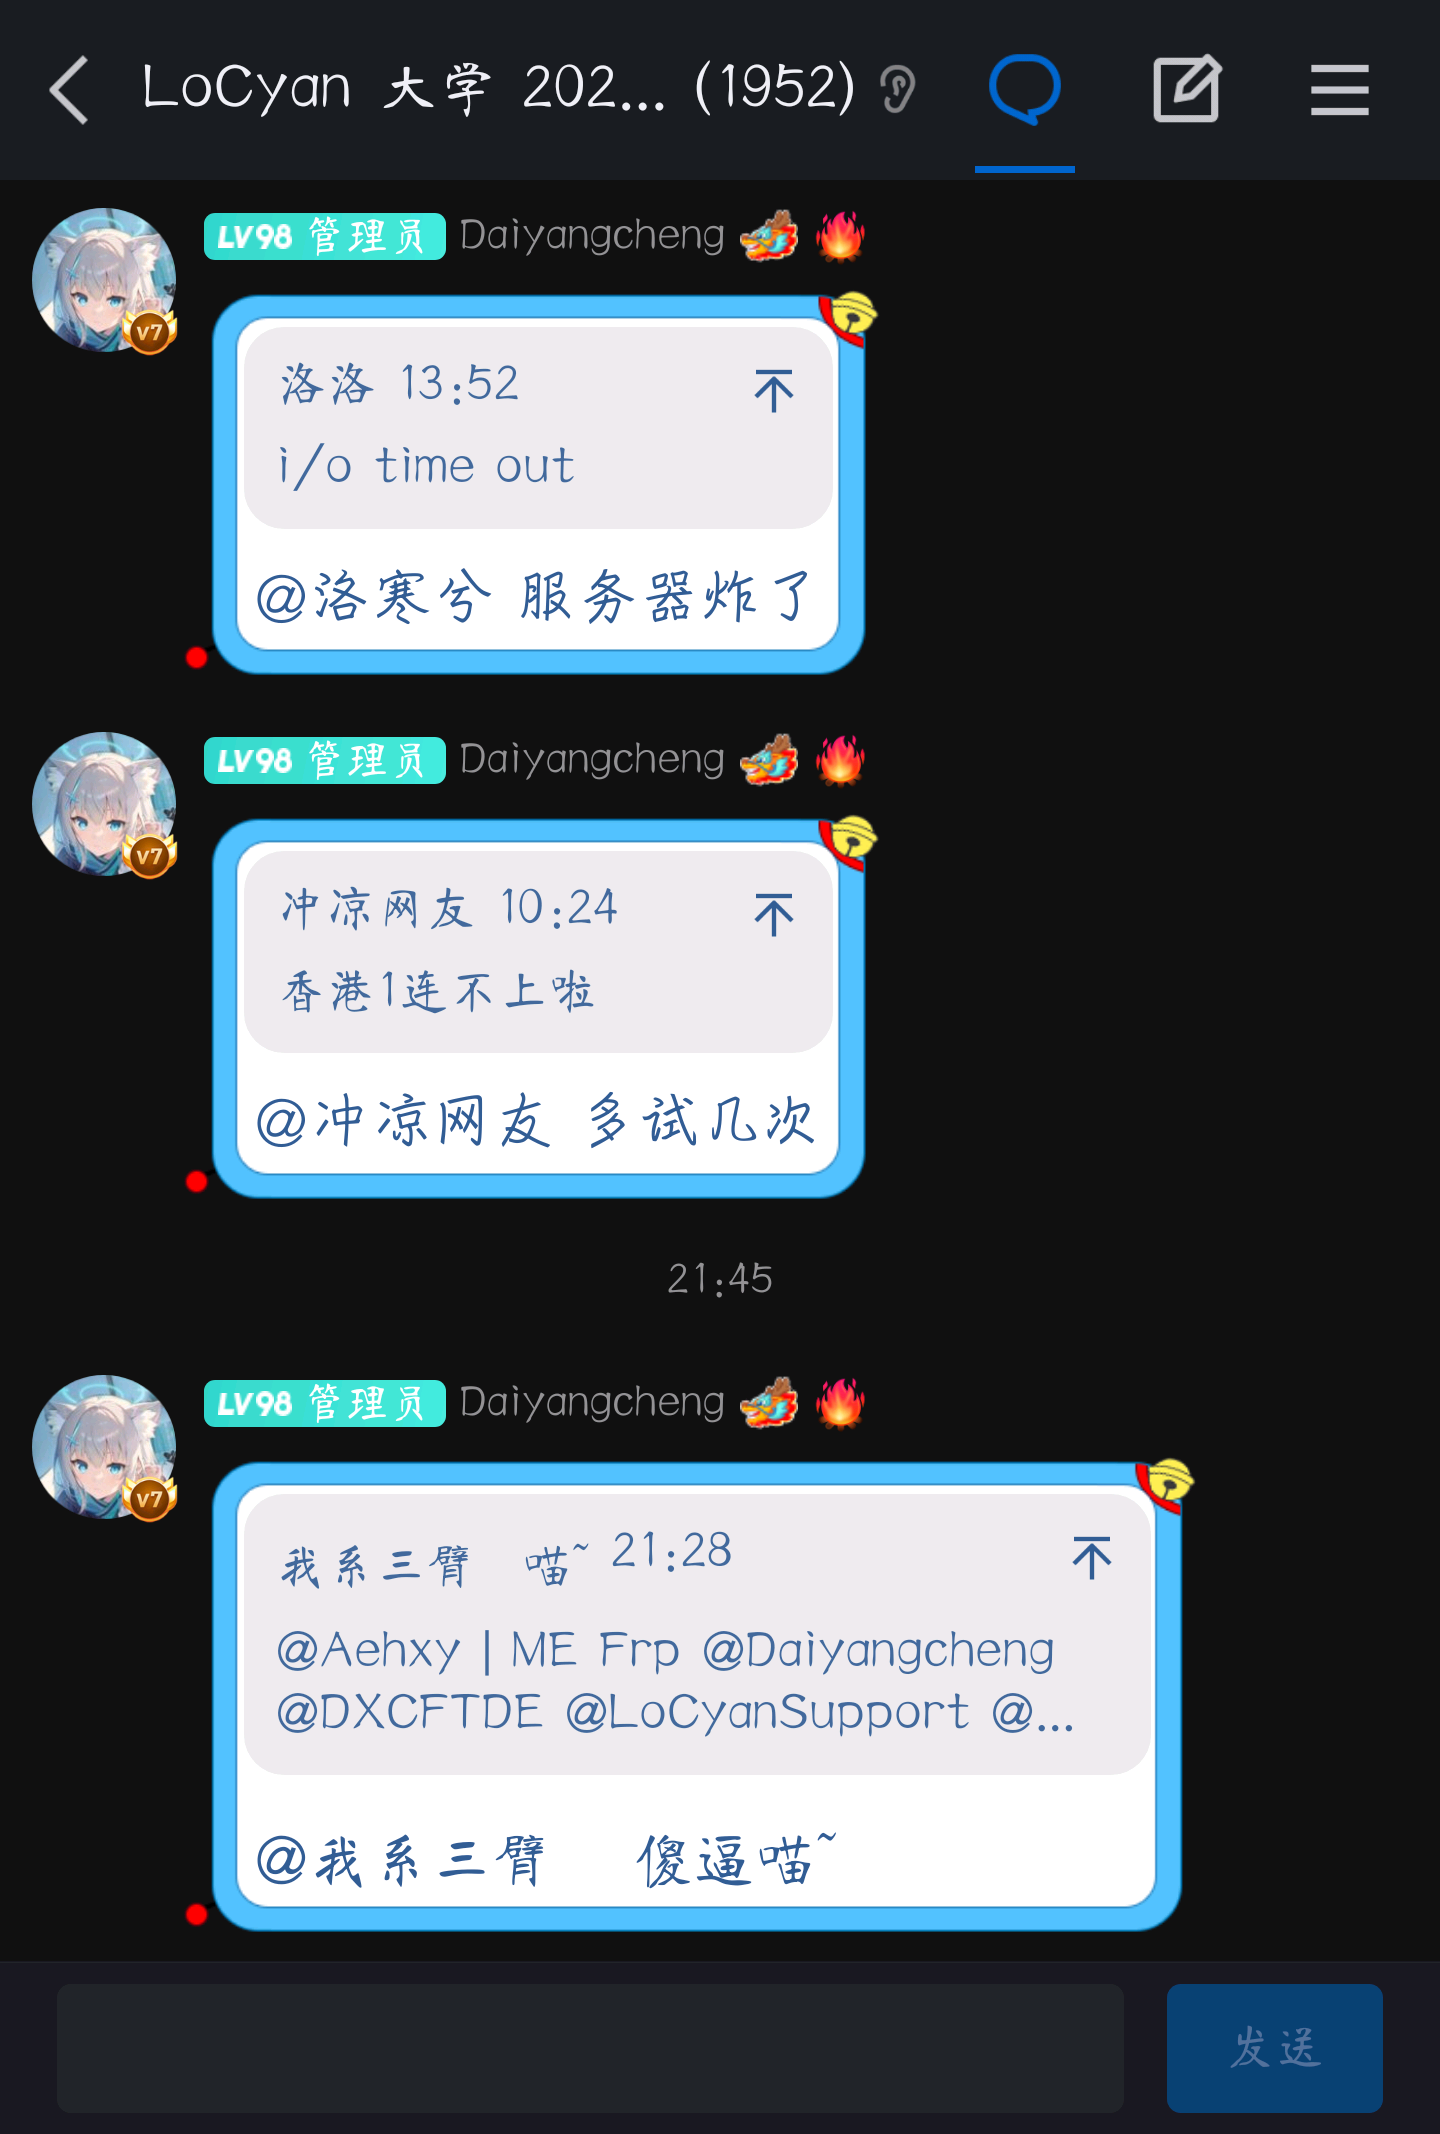 LoCyan 大学 202... (1952)
LV98 管理员 Daiyangcheng
v7
洛洛 13:52
i/o time out
@洛寒兮 服务器炸了
LV98 管理员 Daiyangcheng
v7
冲凉网友 10:24
香港1连不上啦
@冲凉网友 多试几次
21:45
LV98 管理员 Daiyangcheng
v7
我系三臂 喵~ 21:28
@Aehxy | ME Frp @Daiyangcheng
@DXCFTDE @LoCyanSupport @...
@我系三臂 傻逼喵~
发送